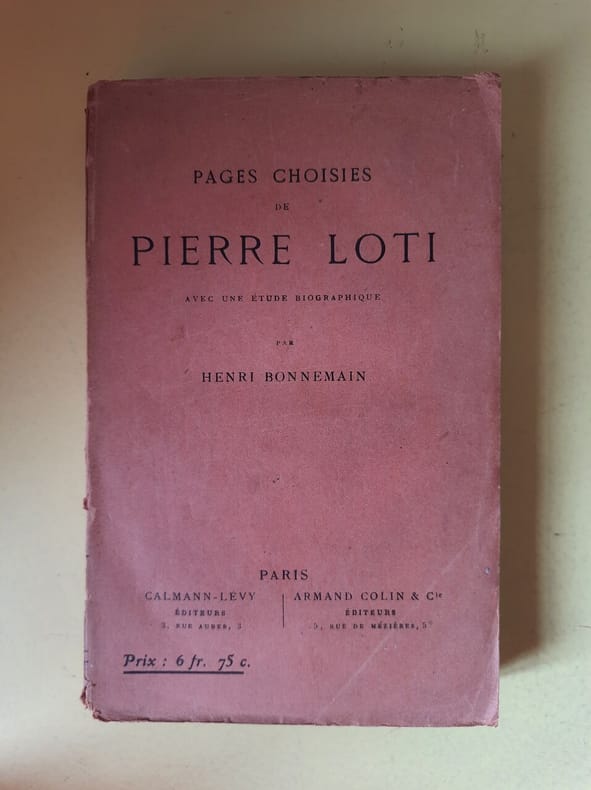 PAGES CHOISIES
DE
PIERRE LOTI
AVEC UNE ÉTUDE BIOGRAPHIQUE
PAR
HENRI BONNEMAIN
PARIS
CALMANN-LÉVY
ÉDITEURS
3, RUE AUBER, 3
ARMAND COLIN & Cie
ÉDITEURS
5, RUE DE MÉZIÈRES, 5
Prix : 6 fr. 75 c.